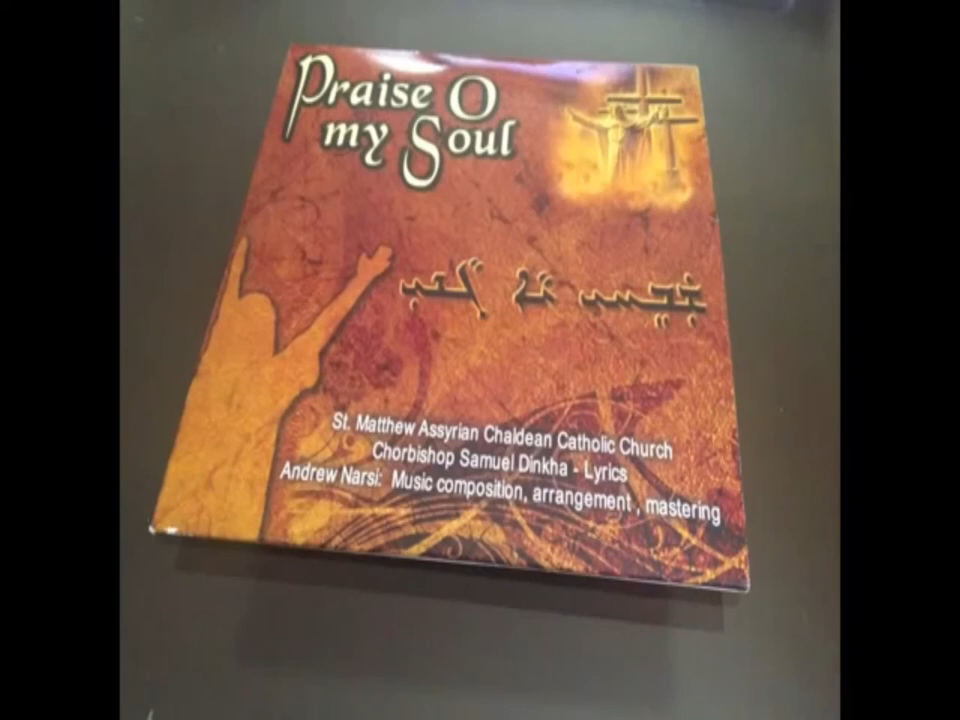 Praise O
my Soul
St. Matthew Assyrian Chaldean Catholic Church
Chorbishop Samuel Dinkha - Lyrics
Andrew Narsi: Music composition, arrangement , mastering